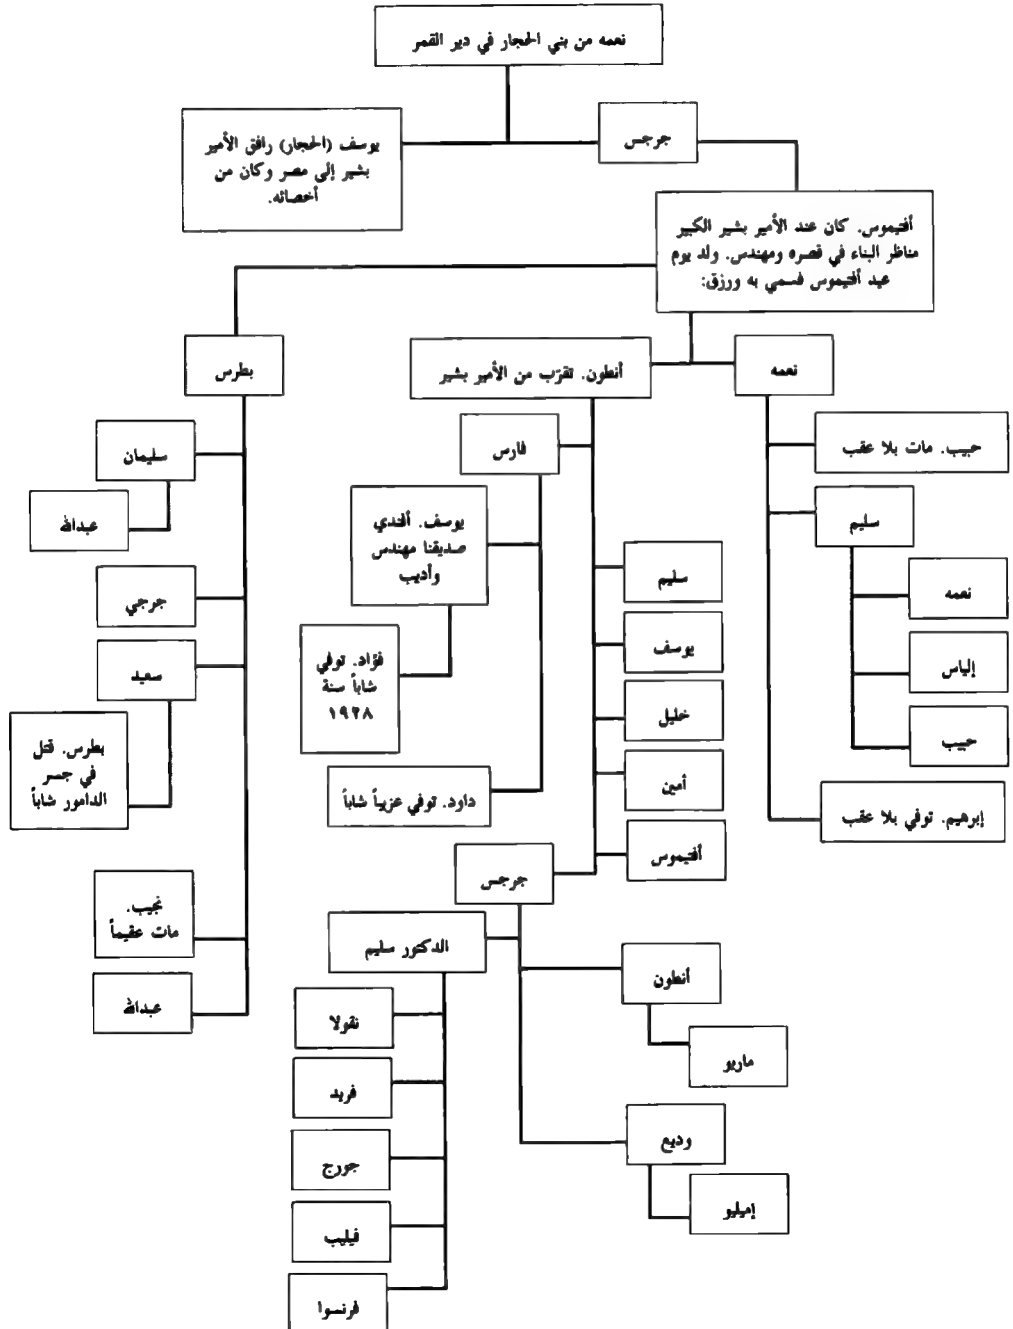 نعمه من بني الحجار في دير القمر
جرجس
يوسف (الحجار) رافق الأمير
بشير إلى مصر وكان من
أخصائه.
أفتيموس. كان عند الأمير بشير الكبير
مناظر البناء في قصره ومهندس. ولد يوم
عيد أفتيموس فسمي به ورزق:
نعمه
أنطون. تقرّب من الأمير بشير
بطرس
حبيب. مات بلا عقب
سليم
نعمه
إلياس
حبيب
إبرهيم. توفي بلا عقب
فارس
يوسف. أفندي
صديقنا مهندس
وأديب
فؤاد. توفي
شاباً سنة
١٩٢٨
داود. توفي عزيباً شاباً
سليم
يوسف
خليل
أمين
أفتيموس
جرجس
الدكتور سليم
نقولا
فريد
جورج
فيليب
فرنسوا
أنطون
ماريو
وديع
إميليو
سليمان
عبدالله
جرجي
سعيد
بطرس. قتل
في جسر
الدامور شاباً
نجيب.
مات عقيماً
عبدالله